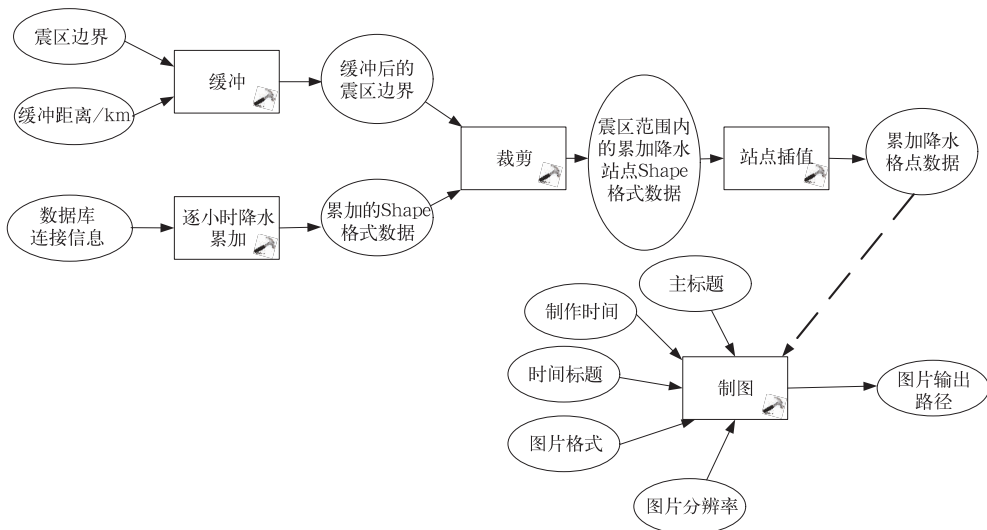 震区边界
缓冲距离/km
缓冲
缓冲后的
震区边界
数据库
连接信息
逐小时降水
累加
累加的Shape
格式数据
裁剪
震区范围内
的累加降水
站点Shape
格式数据
站点插值
累加降水
格点数据
主标题
制作时间
时间标题
图片格式
图片分辨率
制图
图片输出
路径